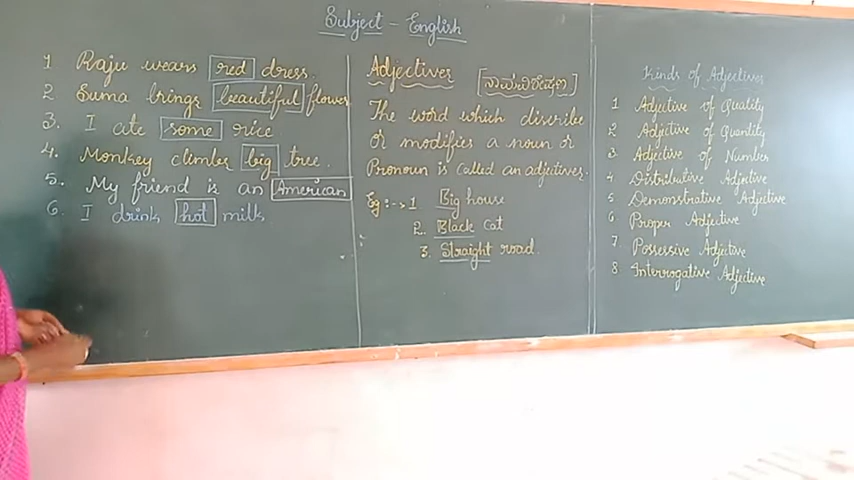 Subject - English
1. Raju wears red dress.
2 Suma brings beautiful flower
3. I ate some rice
4. Monkey climbs big tree.
5. My friend is an American
6. I drink hot milk
Adjectives
[ನಾಮವಿಶೇಷಣ]
The word which discribe
or modifies a noun or
Pronoun is called an adjectives.
Eg :-> 1 Big house
2. Black cat
3. Straight road.
Kinds of Adjectives
1 Adjective of Quality
2 Adjective of Quantity
3 Adjective of Number
4 Distributive Adjective
5 Demonstrative Adjective
6 Proper Adjective
7 Possessive Adjective
8 Interrogative Adjective